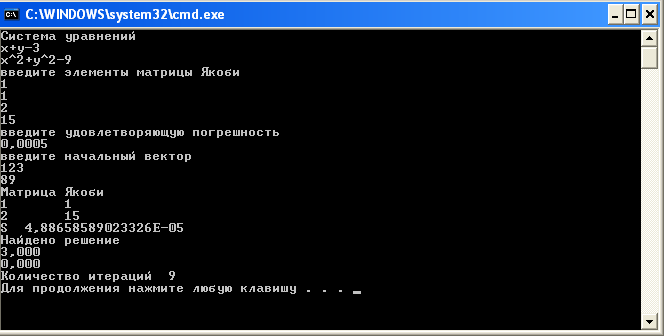 C:\WINDOWS\system32\cmd.exe
Система уравнений
x+y-3
x^2+y^2-9
введите элементы матрицы Якоби
1
1
2
15
введите удовлетворяющую погрешность
0,0005
введите начальный вектор
123
89
Матрица Якоби
1 1
2 15
S 4,88658589023326E-05
Найдено решение
3,000
0,000
Количество итераций 9
Для продолжения нажмите любую клавишу . . . _